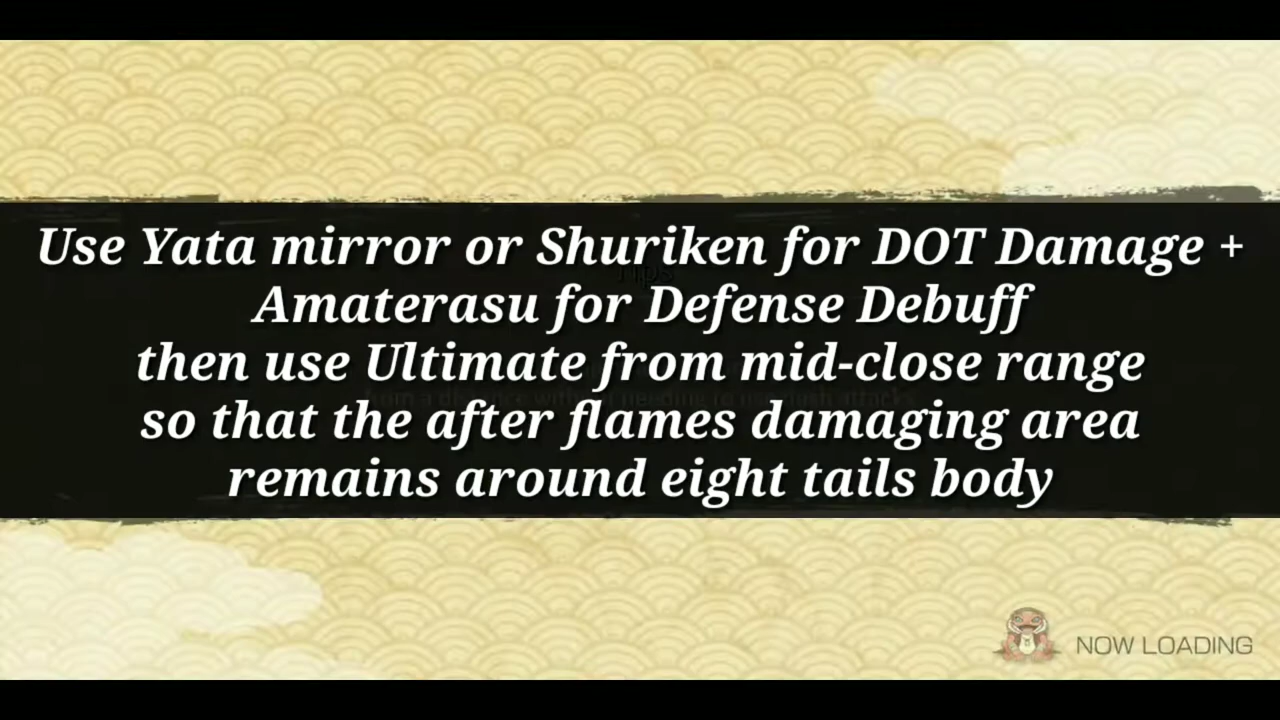 Use Yata mirror or Shuriken for DOT Damage +
Amaterasu for Defense Debuff
then use Ultimate from mid-close range
so that the after flames damaging area
remains around eight tails body
Tips
NOW LOADING